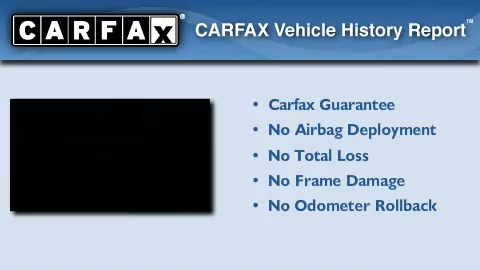 CARFAX® CARFAX Vehicle History Report™
• Carfax Guarantee
• No Airbag Deployment
• No Total Loss
• No Frame Damage
• No Odometer Rollback